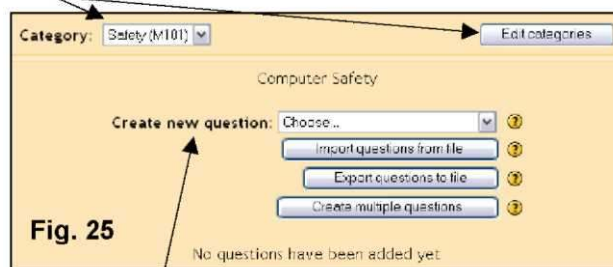 Category: Safety (M101) Edit categories
Computer Safety
Create new question: Choose...
Import questions from file
Export questions to file
Create multiple questions
Fig. 25
No questions have been added yet